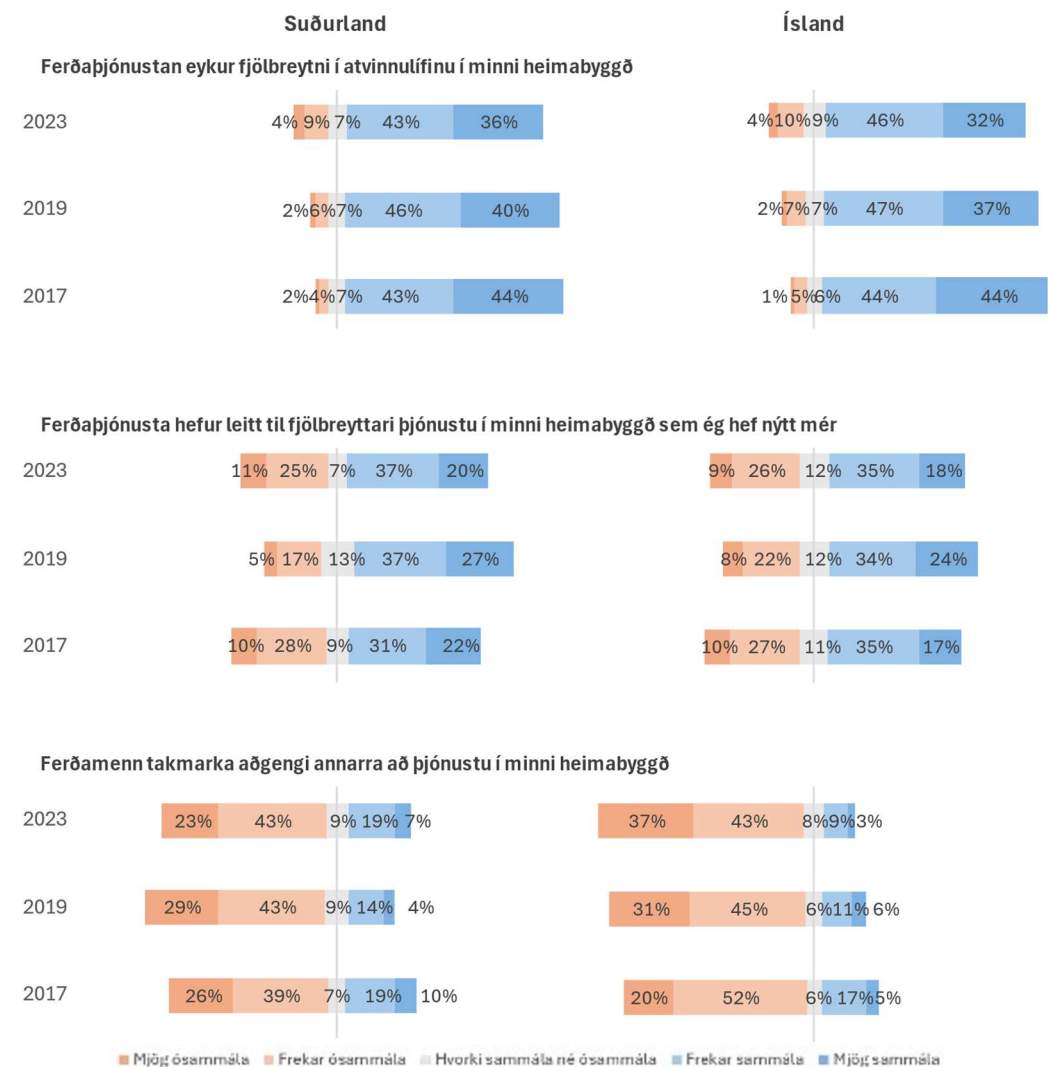 Suðurland Ísland
Ferðaþjónustan eykur fjölbreytni í atvinnulífinu í minni heimabyggð
2023 4% 9% 7% 43% 36% 4% 10% 9% 46% 32%
2019 2% 6% 7% 46% 40% 2% 7% 7% 47% 37%
2017 2% 4% 7% 43% 44% 1% 5% 6% 44% 44%
Ferðaþjónusta hefur leitt til fjölbreyttari þjónustu í minni heimabyggð sem ég hef nýtt mér
2023 11% 25% 7% 37% 20% 9% 26% 12% 35% 18%
2019 5% 17% 13% 37% 27% 8% 22% 12% 34% 24%
2017 10% 28% 9% 31% 22% 10% 27% 11% 35% 17%
Ferðamenn takmarka aðgengi annarra að þjónustu í minni heimabyggð
2023 23% 43% 9% 19% 7% 37% 43% 8% 9% 3%
2019 29% 43% 9% 14% 4% 31% 45% 6% 11% 6%
2017 26% 39% 7% 19% 10% 20% 52% 6% 17% 5%
Mjög ósammála Frekar ósammála Hvorki sammála né ósammála Frekar sammála Mjög sammála